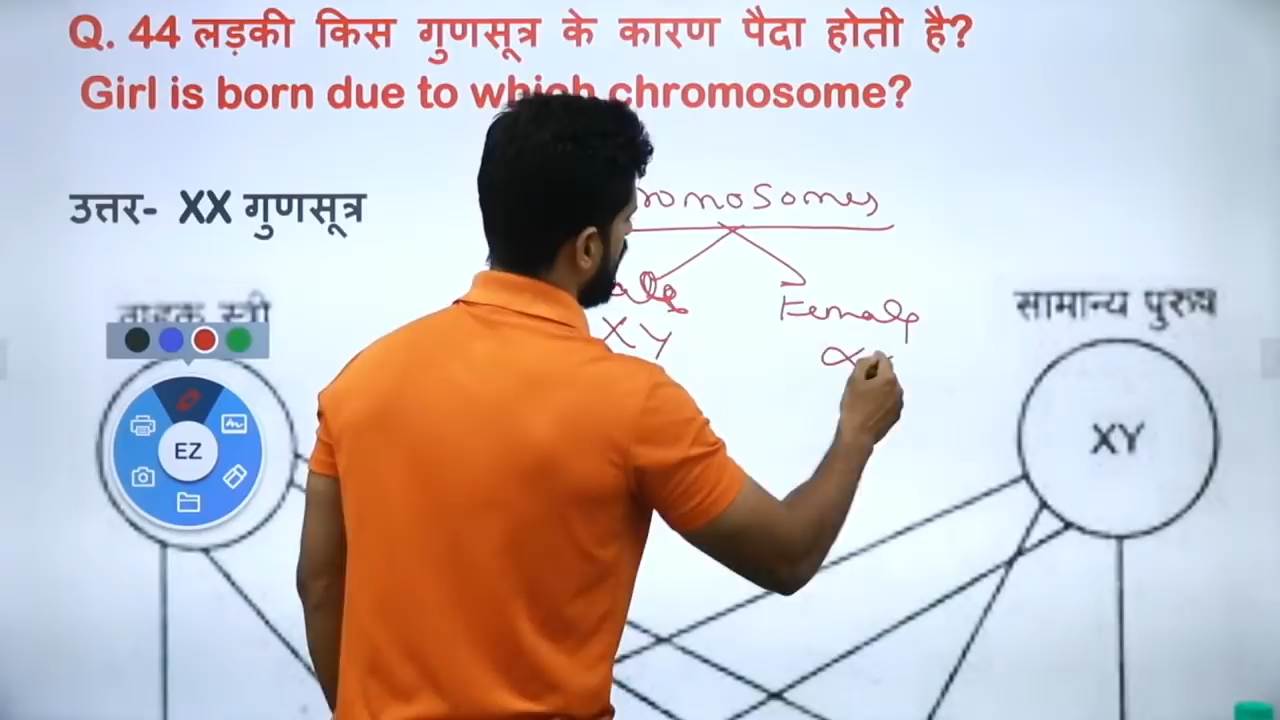 Q. 44 लड़की किस गुणसूत्र के कारण पैदा होती है?
Girl is born due to which chromosome?
उत्तर- XX गुणसूत्र
Female
XY
सामान्य पुरुष
XY
EZ